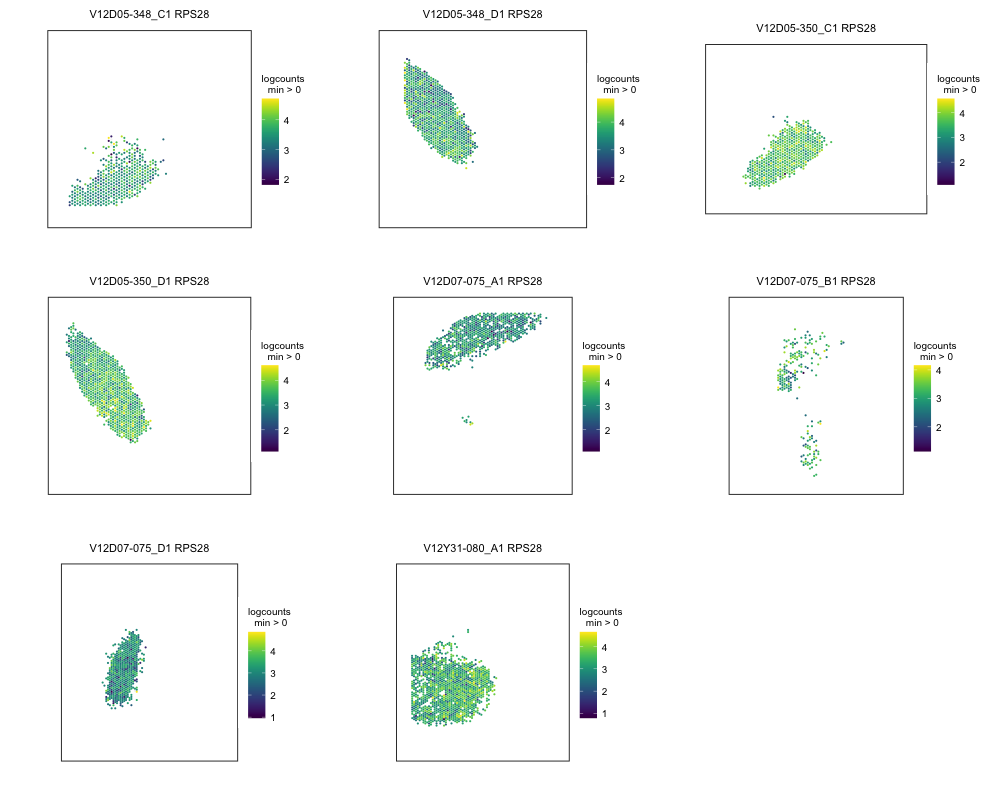 V12D05-348_C1 RPS28
logcounts
min > 0
4
3
2
V12D05-348_D1 RPS28
logcounts
min > 0
4
3
2
V12D05-350_C1 RPS28
logcounts
min > 0
4
3
2
V12D05-350_D1 RPS28
logcounts
min > 0
4
3
2
V12D07-075_A1 RPS28
logcounts
min > 0
4
3
2
V12D07-075_B1 RPS28
logcounts
min > 0
4
3
2
V12D07-075_D1 RPS28
logcounts
min > 0
4
3
2
1
V12Y31-080_A1 RPS28
logcounts
min > 0
4
3
2
1